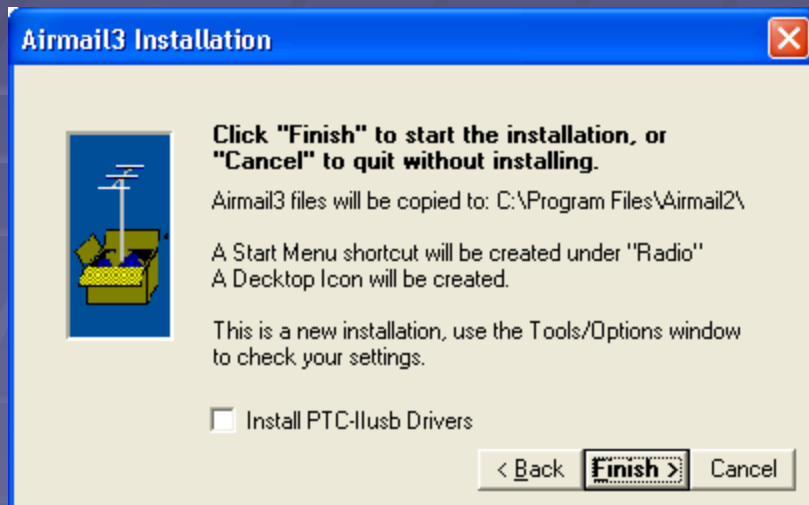 Airmail3 Installation
Click "Finish" to start the installation, or
"Cancel" to quit without installing.
Airmail3 files will be copied to: C:\Program Files\Airmail2\
A Start Menu shortcut will be created under "Radio"
A Decktop Icon will be created.
This is a new installation, use the Tools/Options window
to check your settings.
Install PTC-IIusb Drivers
< Back Finish > Cancel